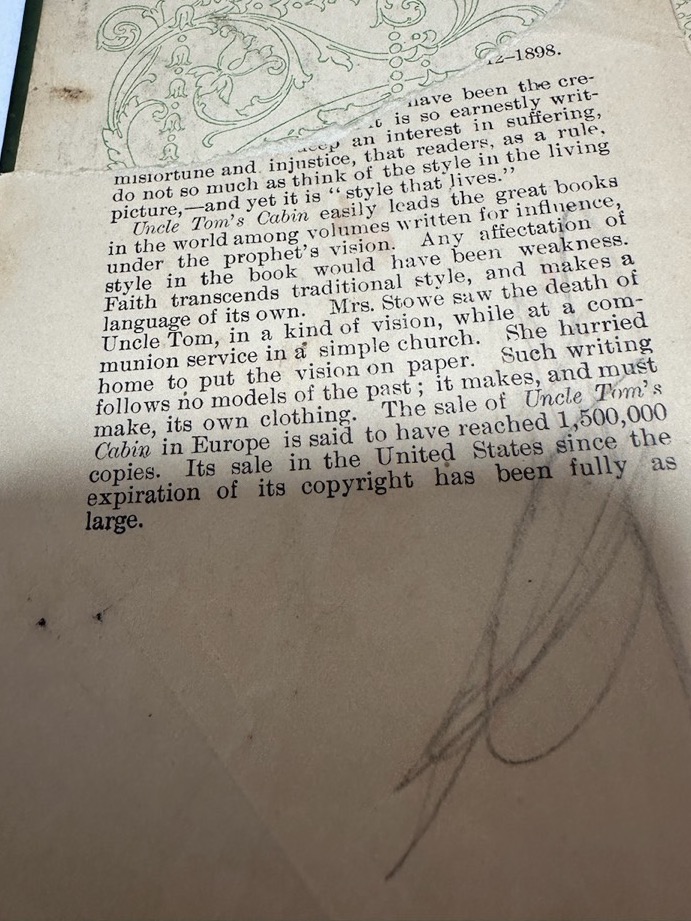 12–1898.
have been the cre-
it is so earnestly writ-
deep an interest in suffering,
misfortune and injustice, that readers, as a rule,
do not so much as think of the style in the living
picture,—and yet it is “style that lives.”
Uncle Tom's Cabin easily leads the great books
in the world among volumes written for influence,
under the prophet's vision. Any affectation of
style in the book would have been weakness.
Faith transcends traditional style, and makes a
language of its own. Mrs. Stowe saw the death of
Uncle Tom, in a kind of vision, while at a com-
munion service in a simple church. She hurried
home to put the vision on paper. Such writing
follows no models of the past; it makes, and must
make, its own clothing. The sale of Uncle Tom's
Cabin in Europe is said to have reached 1,500,000
copies. Its sale in the United States since the
expiration of its copyright has been fully as
large.